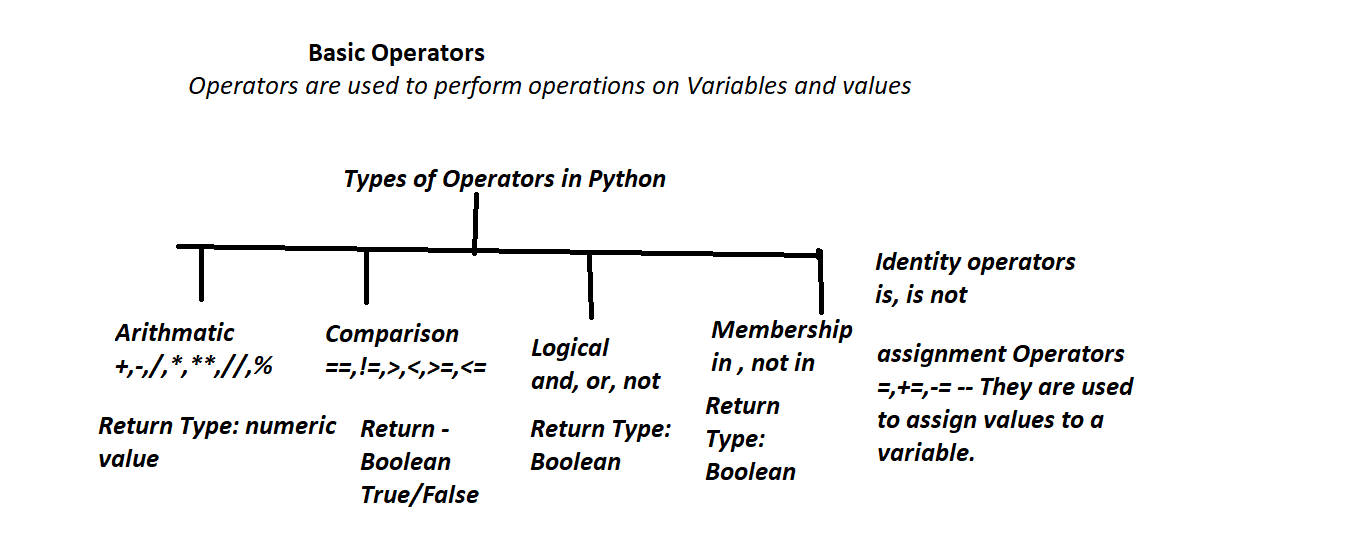 Basic Operators
Operators are used to perform operations on Variables and values
Types of Operators in Python
Arithmatic
+,-,/,*,**,//,%
Return Type: numeric
value
Comparison
==,!=,>,<,>=,<=
Return -
Boolean
True/False
Logical
and, or, not
Return Type:
Boolean
Membership
in , not in
Return
Type:
Boolean
Identity operators
is, is not
assignment Operators
=,+=,-= -- They are used
to assign values to a
variable.